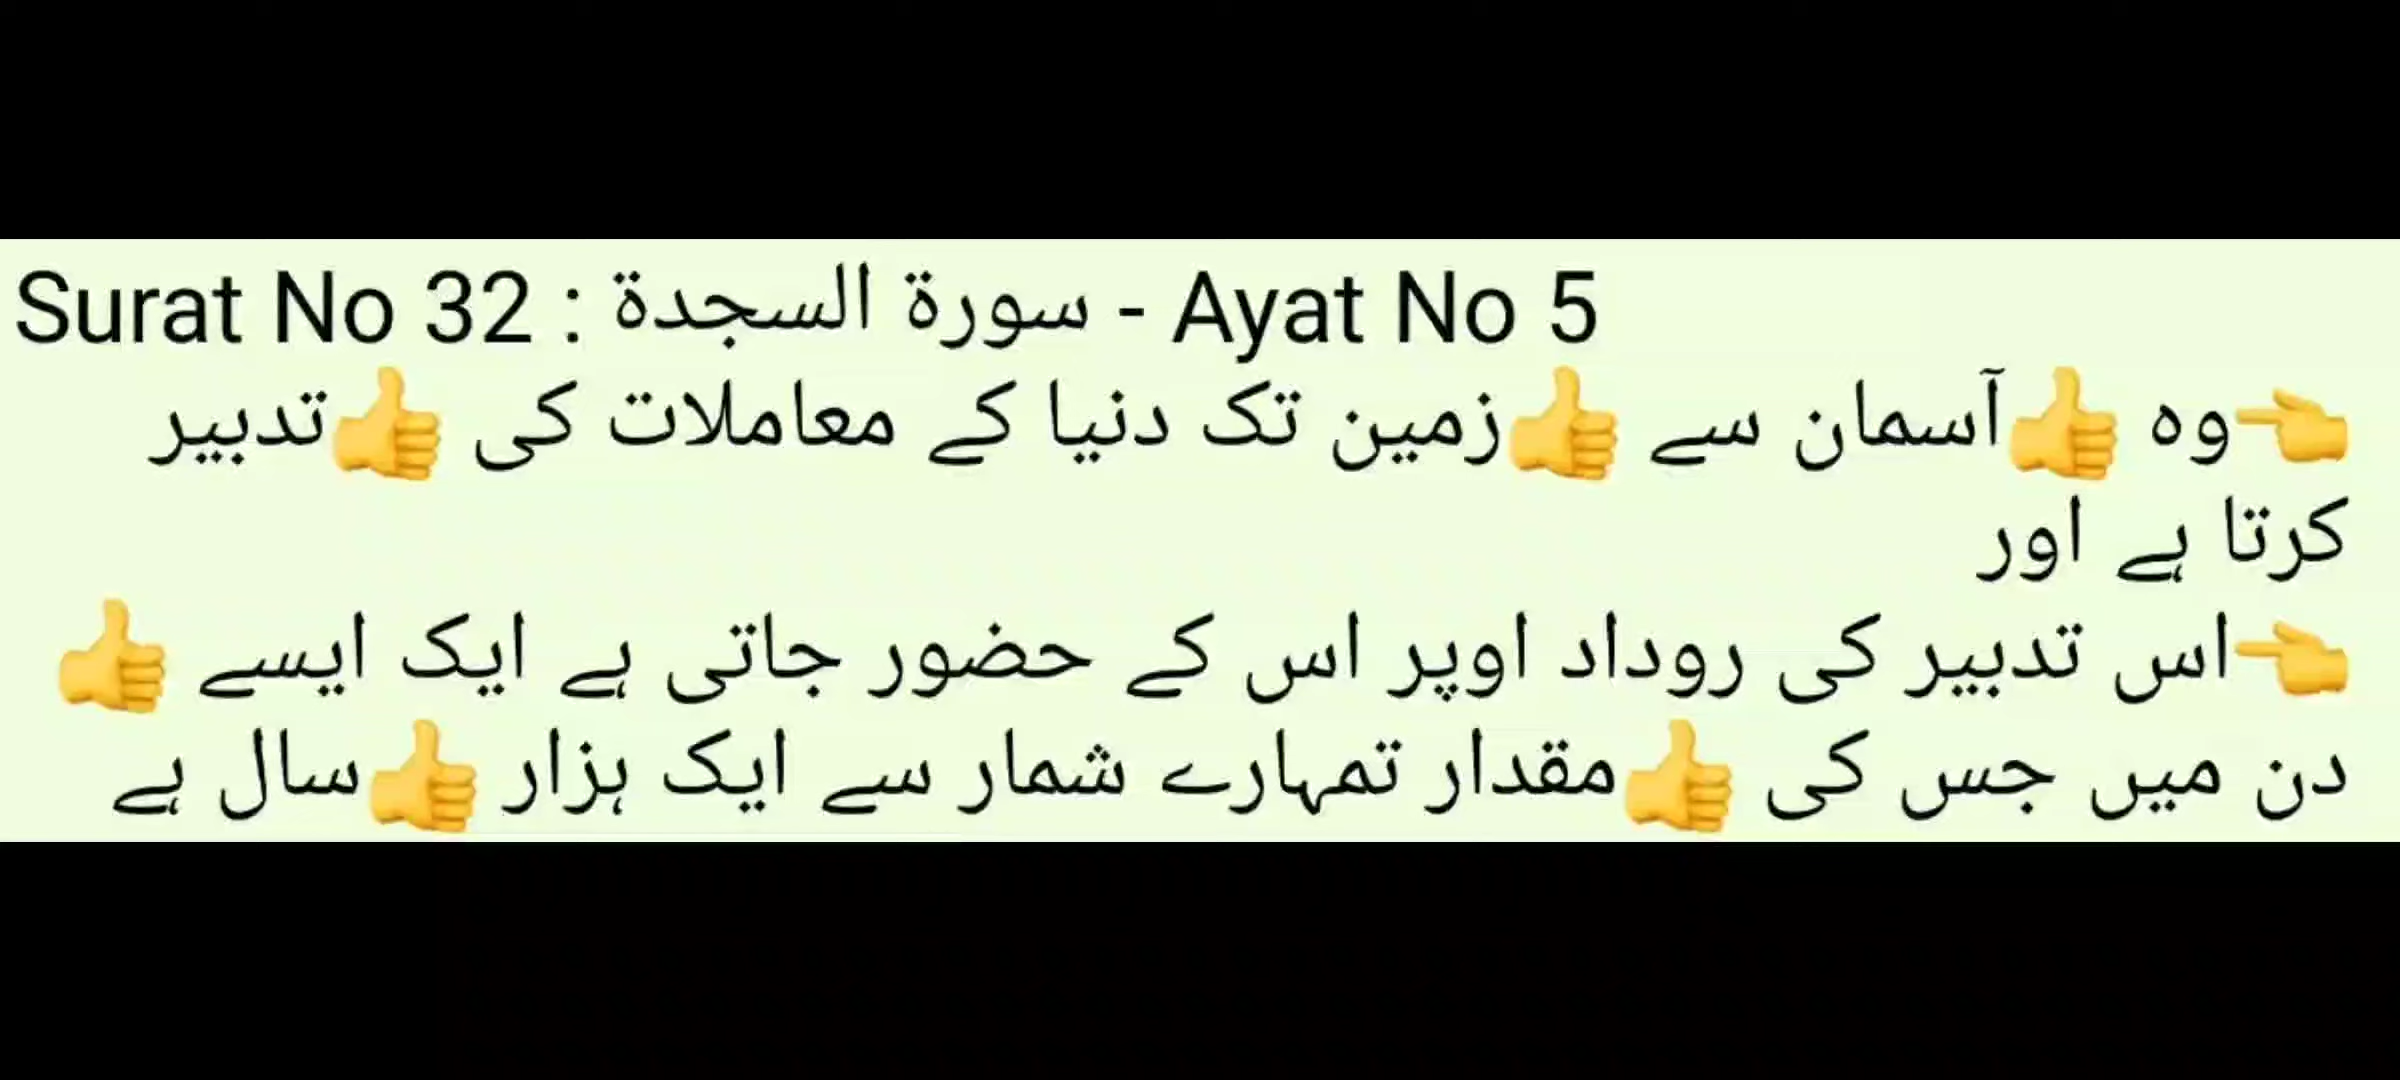 Surat No 32 : سورة السجدة - Ayat No 5
👈وہ 👍آسمان سے 👍زمین تک دنیا کے معاملات کی 👍تدبیر
کرتا ہے اور
👈اس تدبیر کی روداد اوپر اس کے حضور جاتی ہے ایک ایسے 👍
دن میں جس کی 👍مقدار تمہارے شمار سے ایک ہزار 👍سال ہے